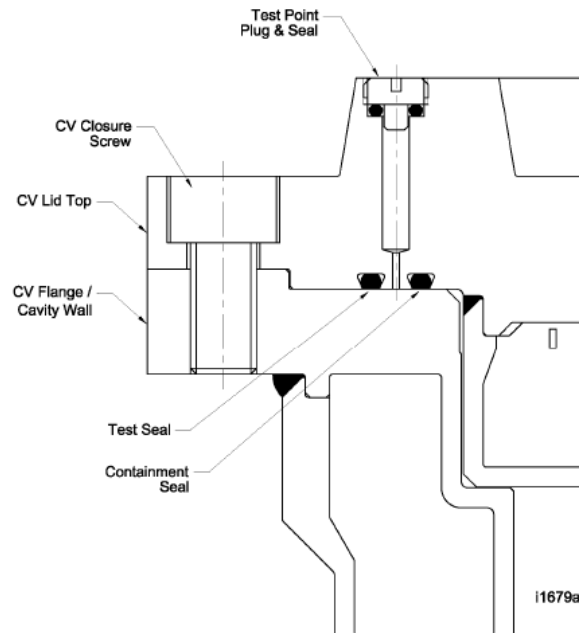 Test Point
Plug & Seal
CV Closure
Screw
CV Lid Top
CV Flange /
Cavity Wall
Test Seal
Containment
Seal
i1679a